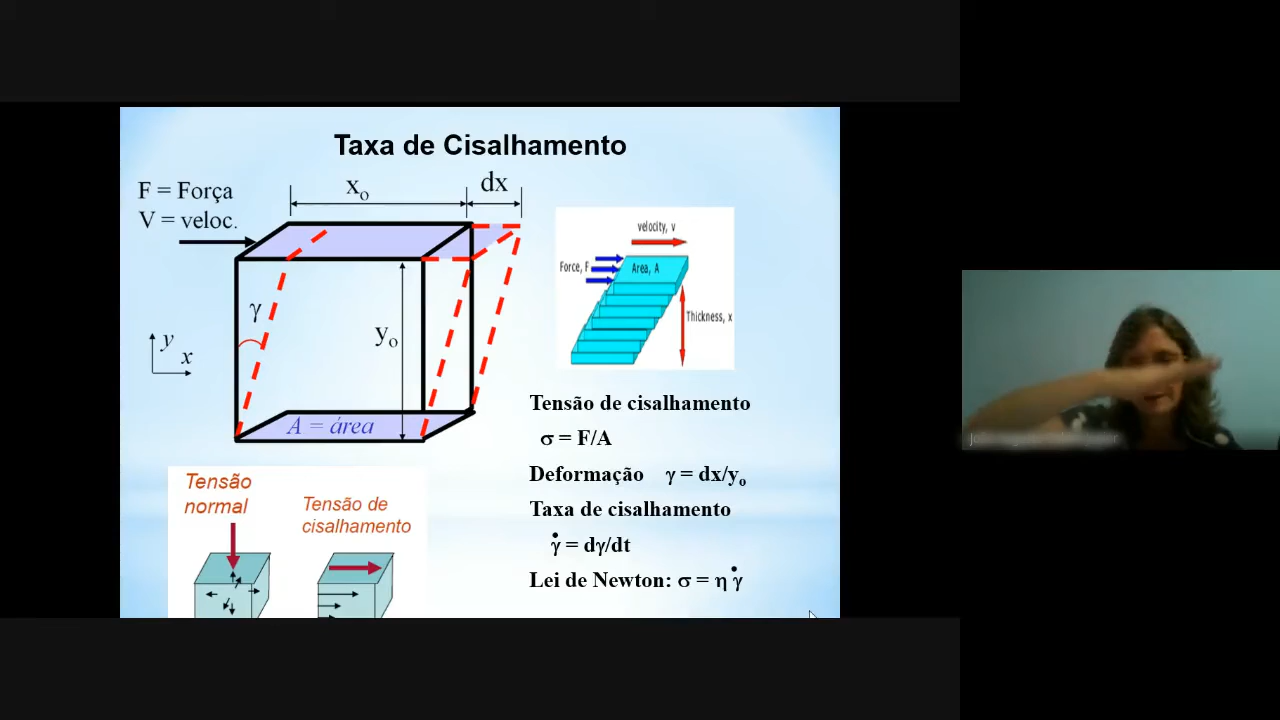 Taxa de Cisalhamento
F = Força
V = veloc.
xo
dx
γ
yo
y
x
A = área
velocity, v
Force, F
Area, A
Thickness, x
Tensão de cisalhamento
σ = F/A
Deformação γ = dx/yo
Taxa de cisalhamento
γ̇ = dγ/dt
Lei de Newton: σ = η γ̇
Tensão
normal
Tensão de
cisalhamento